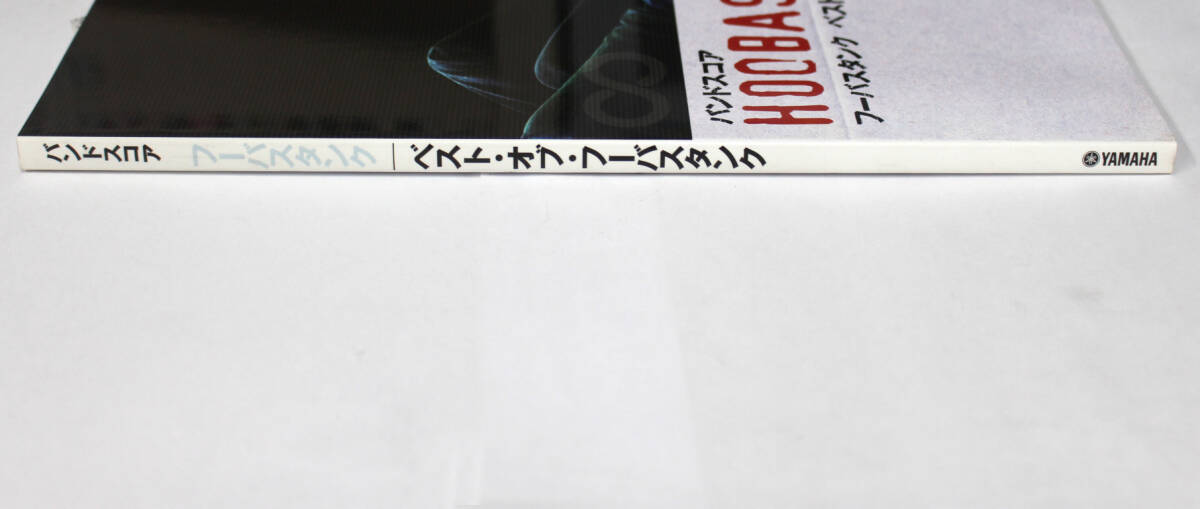 バンドスコア
HOOBAS
フーバスタンク ベスト
バンドスコア フーバスタンク ベスト・オブ・フーバスタンク YAMAHA